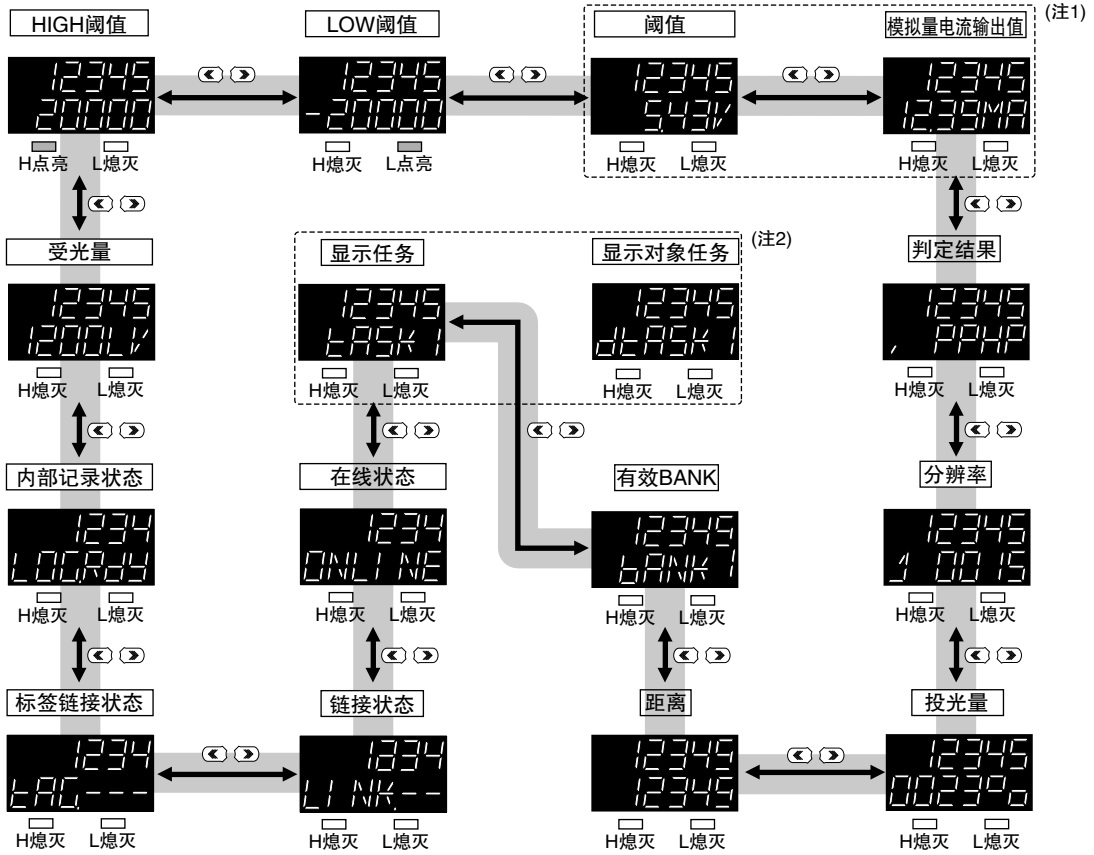 HIGH阈值
LOW阈值
阈值
模拟量电流输出值
(注1)
12345
20000
H点亮 L熄灭
12345
-20000
H熄灭 L点亮
12345
5.43V
H熄灭 L熄灭
12345
12.39MA
H熄灭 L熄灭
受光量
显示任务
显示对象任务
(注2)
判定结果
12345
1200LV
H熄灭 L熄灭
12345
tASK 1
H熄灭 L熄灭
12345
dtASK 1
H熄灭 L熄灭
12345
, PPHP
H熄灭 L熄灭
内部记录状态
在线状态
有效BANK
分辨率
1234
LOG.Rdy
H熄灭 L熄灭
1234
ONLINE
H熄灭 L熄灭
12345
bANK 1
H熄灭 L熄灭
12345
0015
H熄灭 L熄灭
标签链接状态
链接状态
距离
投光量
1234
tAG.---
H熄灭 L熄灭
1234
LINK.--
H熄灭 L熄灭
12345
12345
H熄灭 L熄灭
12345
0023%
H熄灭 L熄灭